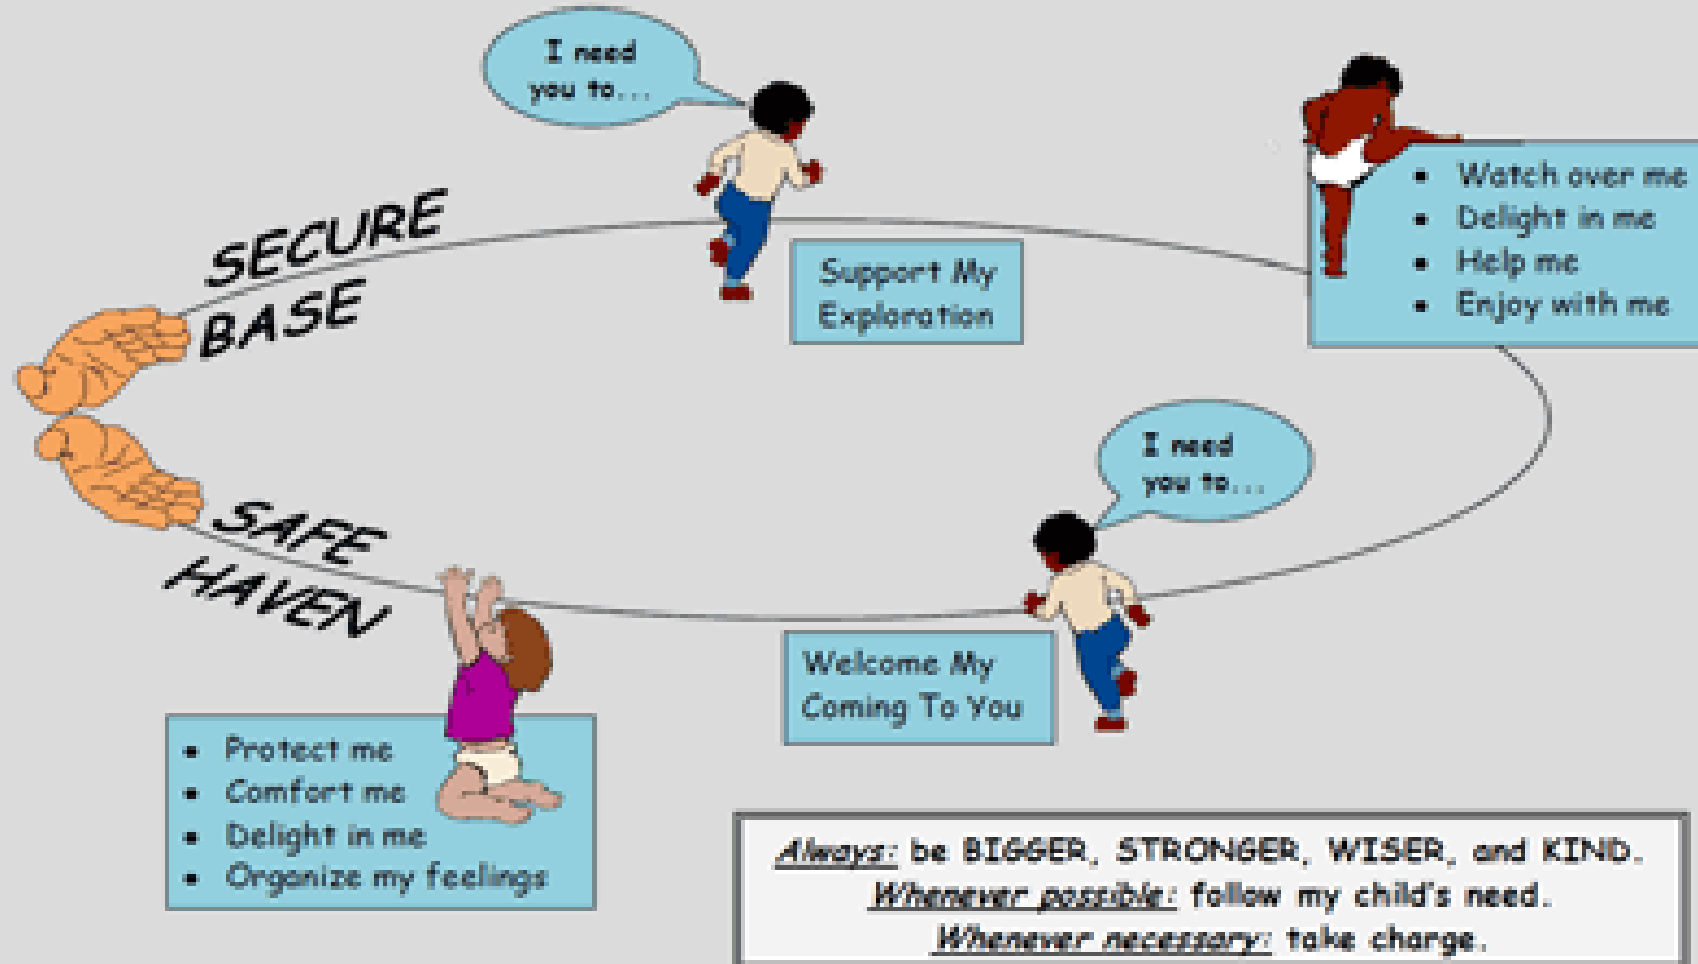 I need
you to...
SECURE
BASE
Support My
Exploration
• Watch over me
• Delight in me
• Help me
• Enjoy with me
I need
you to...
SAFE
HAVEN
Welcome My
Coming To You
• Protect me
• Comfort me
• Delight in me
• Organize my feelings
Always: be BIGGER, STRONGER, WISER, and KIND.
Whenever possible: follow my child's need.
Whenever necessary: take charge.